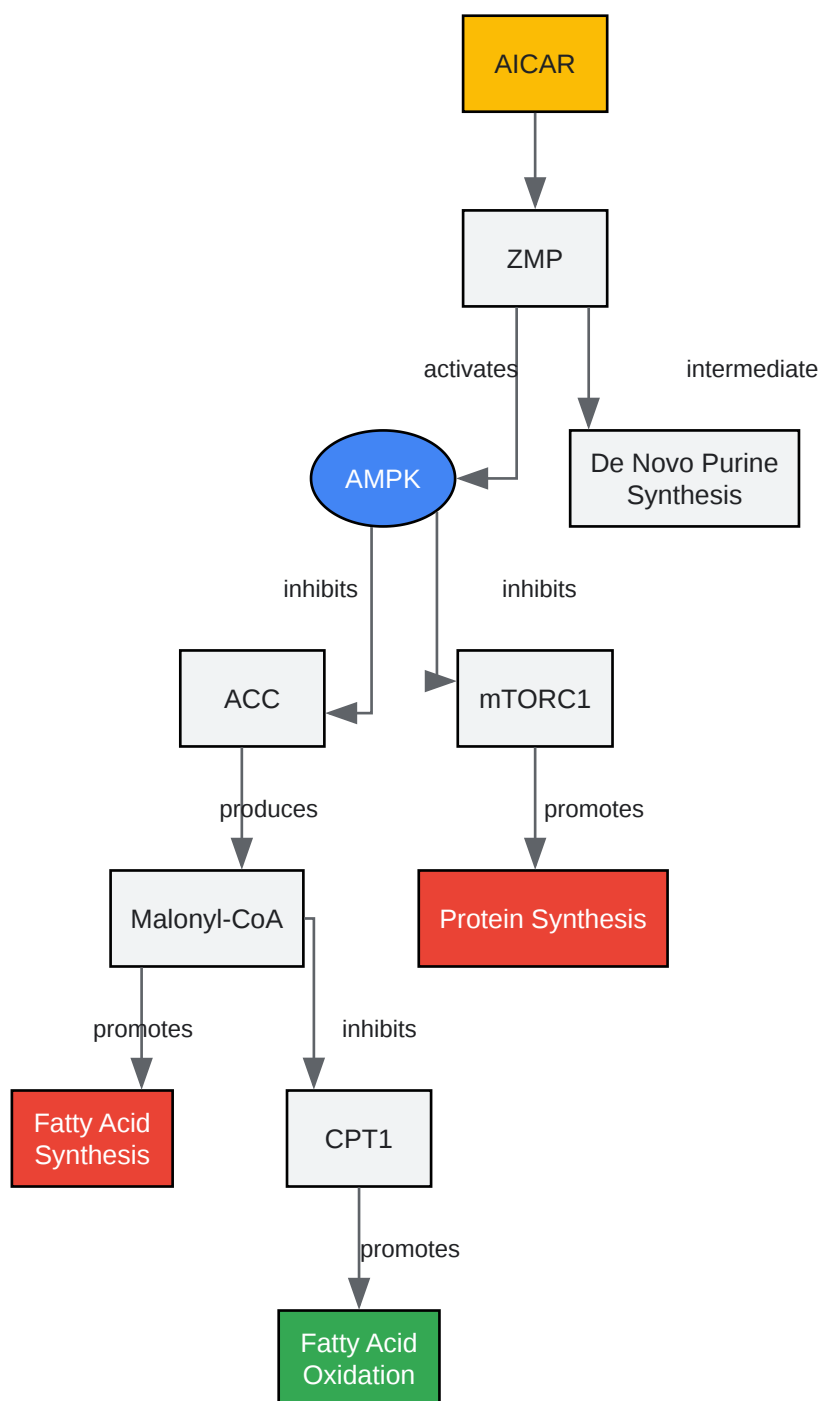 AICAR
ZMP
activates
intermediate
AMPK
De Novo Purine
Synthesis
inhibits
inhibits
ACC
mTORC1
produces
promotes
Malonyl-CoA
Protein Synthesis
promotes
inhibits
Fatty Acid
Synthesis
CPT1
promotes
Fatty Acid
Oxidation